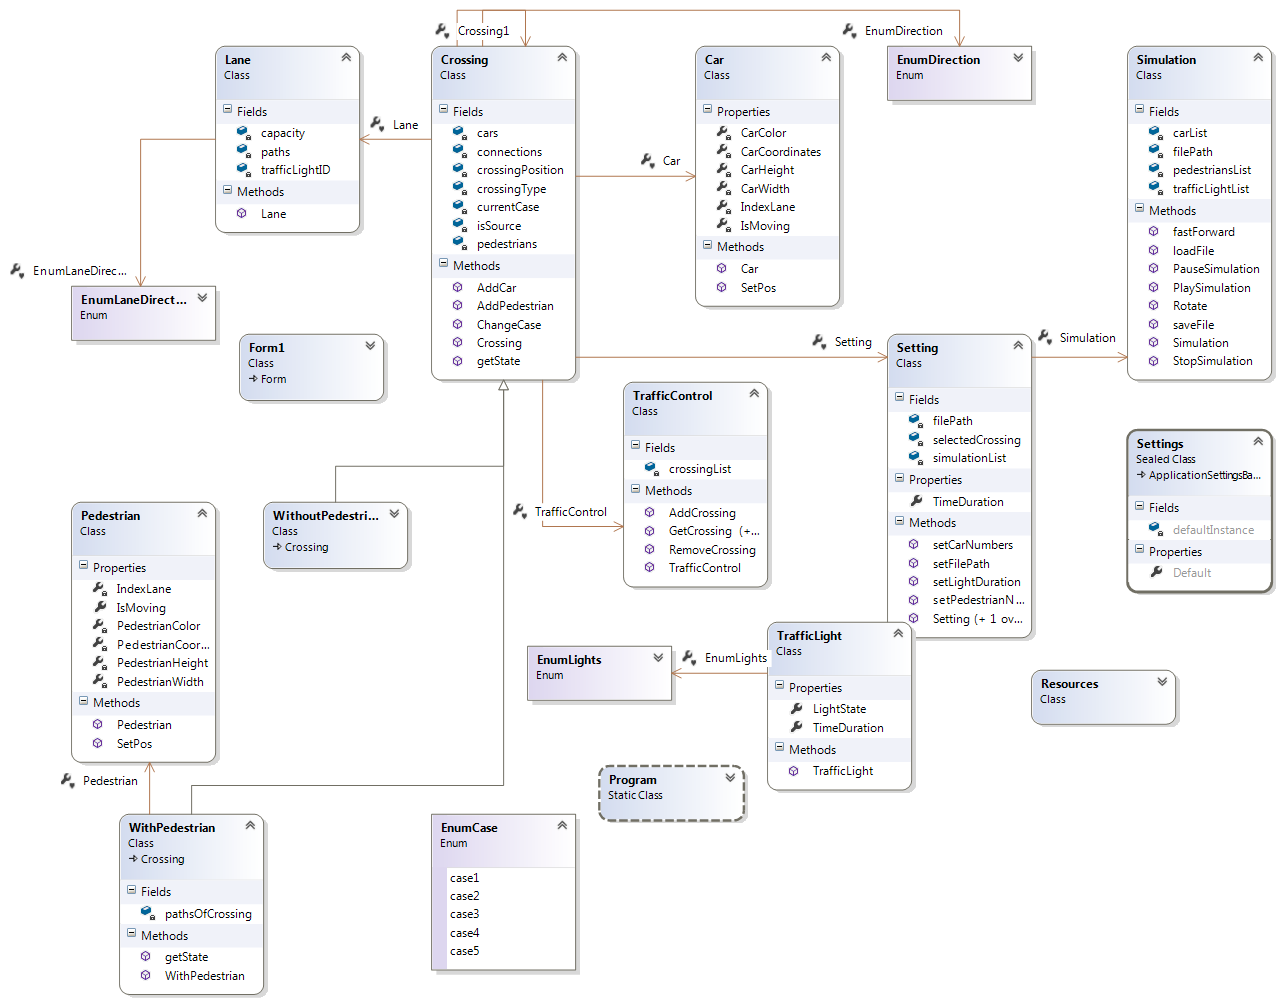 Crossing1
EnumDirection
Lane
Class
Fields
capacity
paths
trafficLightID
Methods
Lane
Lane
Crossing
Class
Fields
cars
connections
crossingPosition
crossingType
currentCase
isSource
pedestrians
Methods
AddCar
AddPedestrian
ChangeCase
Crossing
getState
Car
Car
Class
Properties
CarColor
CarCoordinates
CarHeight
CarWidth
IndexLane
IsMoving
Methods
Car
SetPos
EnumDirection
Enum
Simulation
Class
Fields
carList
filePath
pedestriansList
trafficLightList
Methods
fastForward
loadFile
PauseSimulation
PlaySimulation
Rotate
saveFile
Simulation
StopSimulation
EnumLaneDirec...
EnumLaneDirect...
Enum
Form1
Class
Form
Setting
Setting
Class
Fields
filePath
selectedCrossing
simulationList
Properties
TimeDuration
Methods
setCarNumbers
setFilePath
setLightDuration
setPedestrianN...
Setting (+ 1 ov...
Simulation
TrafficControl
Class
Fields
crossingList
Methods
AddCrossing
GetCrossing (+...
RemoveCrossing
TrafficControl
TrafficControl
Settings
Sealed Class
ApplicationSettingsBa...
Fields
defaultInstance
Properties
Default
Pedestrian
Class
Properties
IndexLane
IsMoving
PedestrianColor
PedestrianCoor...
PedestrianHeight
PedestrianWidth
Methods
Pedestrian
SetPos
WithoutPedestri...
Class
Crossing
EnumLights
Enum
EnumLights
TrafficLight
Class
Properties
LightState
TimeDuration
Methods
TrafficLight
Resources
Class
Pedestrian
Program
Static Class
WithPedestrian
Class
Crossing
Fields
pathsOfCrossing
Methods
getState
WithPedestrian
EnumCase
Enum
case1
case2
case3
case4
case5